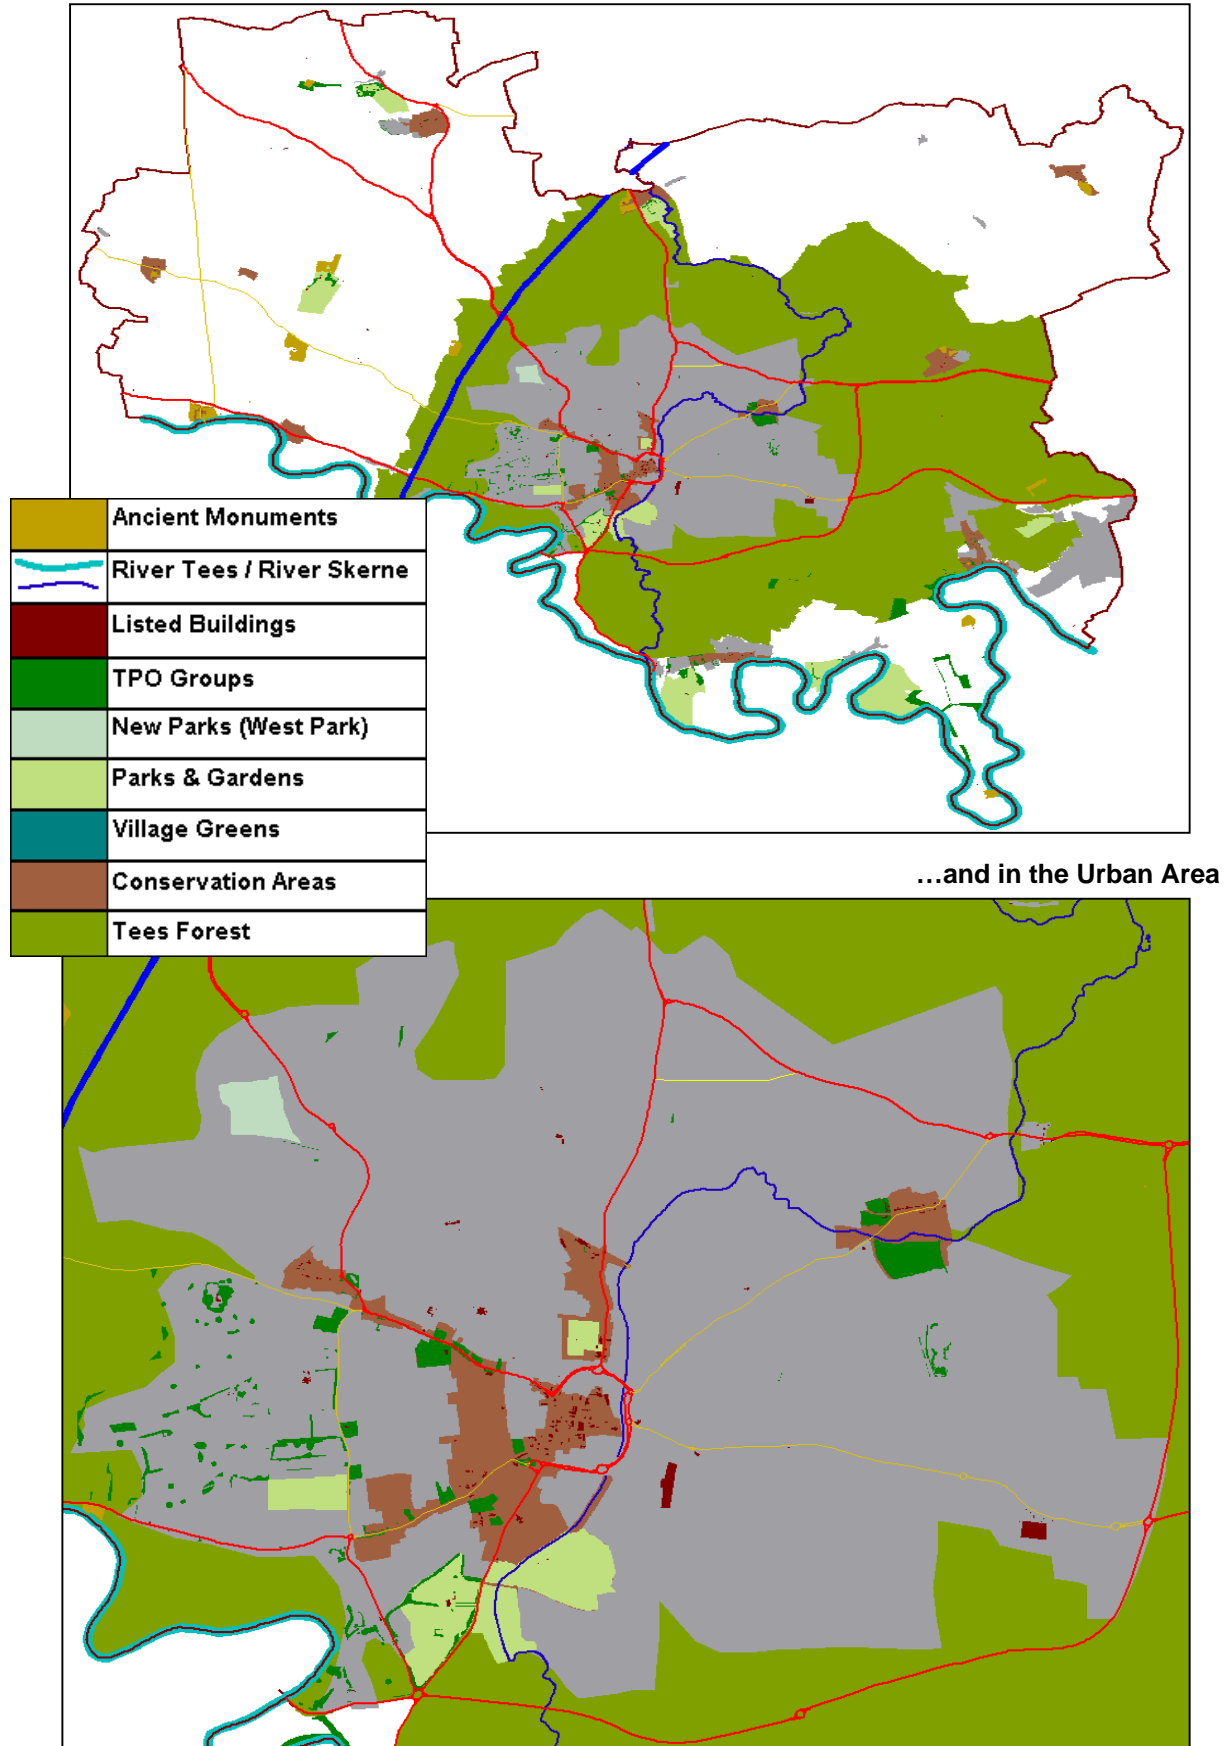 Ancient Monuments
River Tees / River Skerne
Listed Buildings
TPO Groups
New Parks (West Park)
Parks & Gardens
Village Greens
Conservation Areas
Tees Forest
…and in the Urban Area